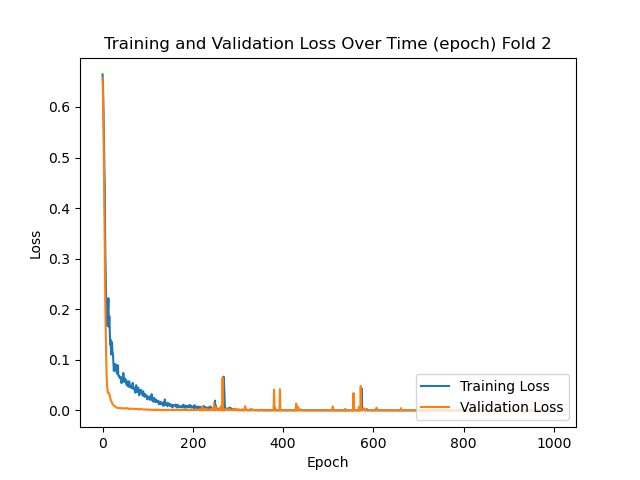 Training and Validation Loss Over Time (epoch) Fold 2
Loss
0.6
0.5
0.4
0.3
0.2
0.1
0.0
Training Loss
Validation Loss
0 200 400 600 800 1000
Epoch